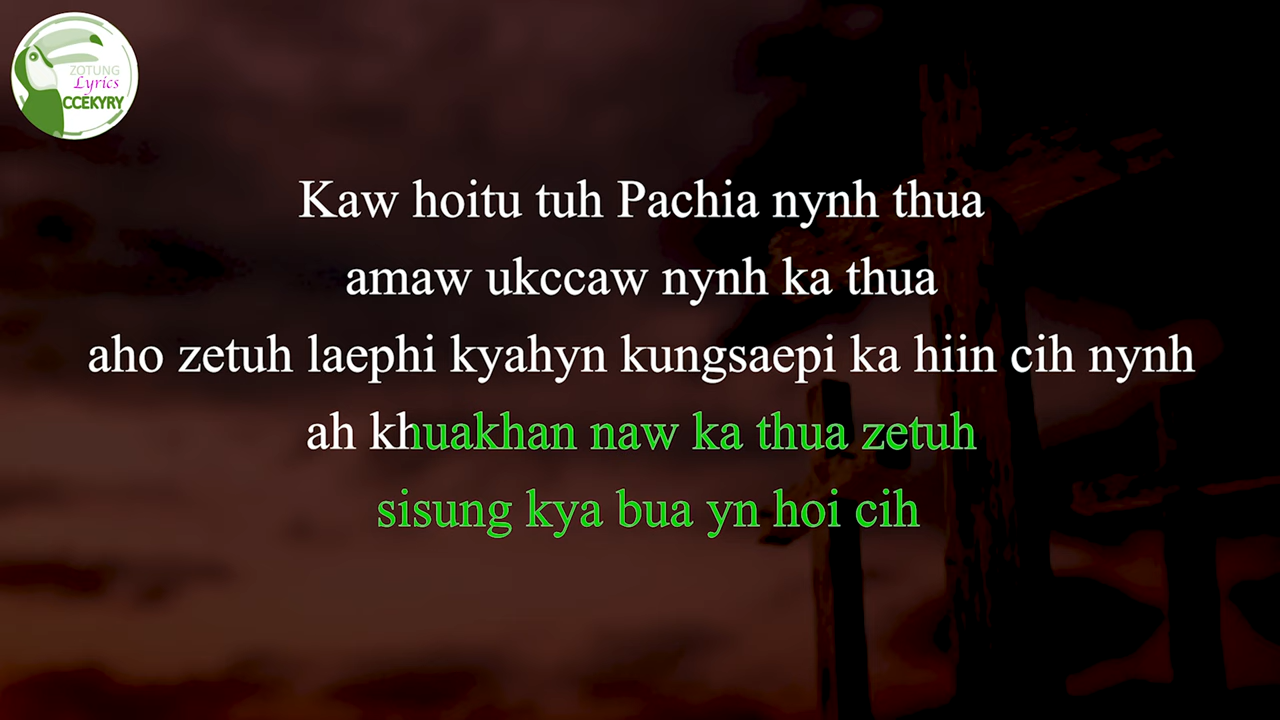 ZOTUNG
Lyrics
CCĒKYRY
Kaw hoitu tuh Pachia nynh thua
amaw ukccaw nynh ka thua
aho zetuh laephi kyahyn kungsaepi ka hiin cih nynh
ah khuakhan naw ka thua zetuh
sisung kya bua yn hoi cih